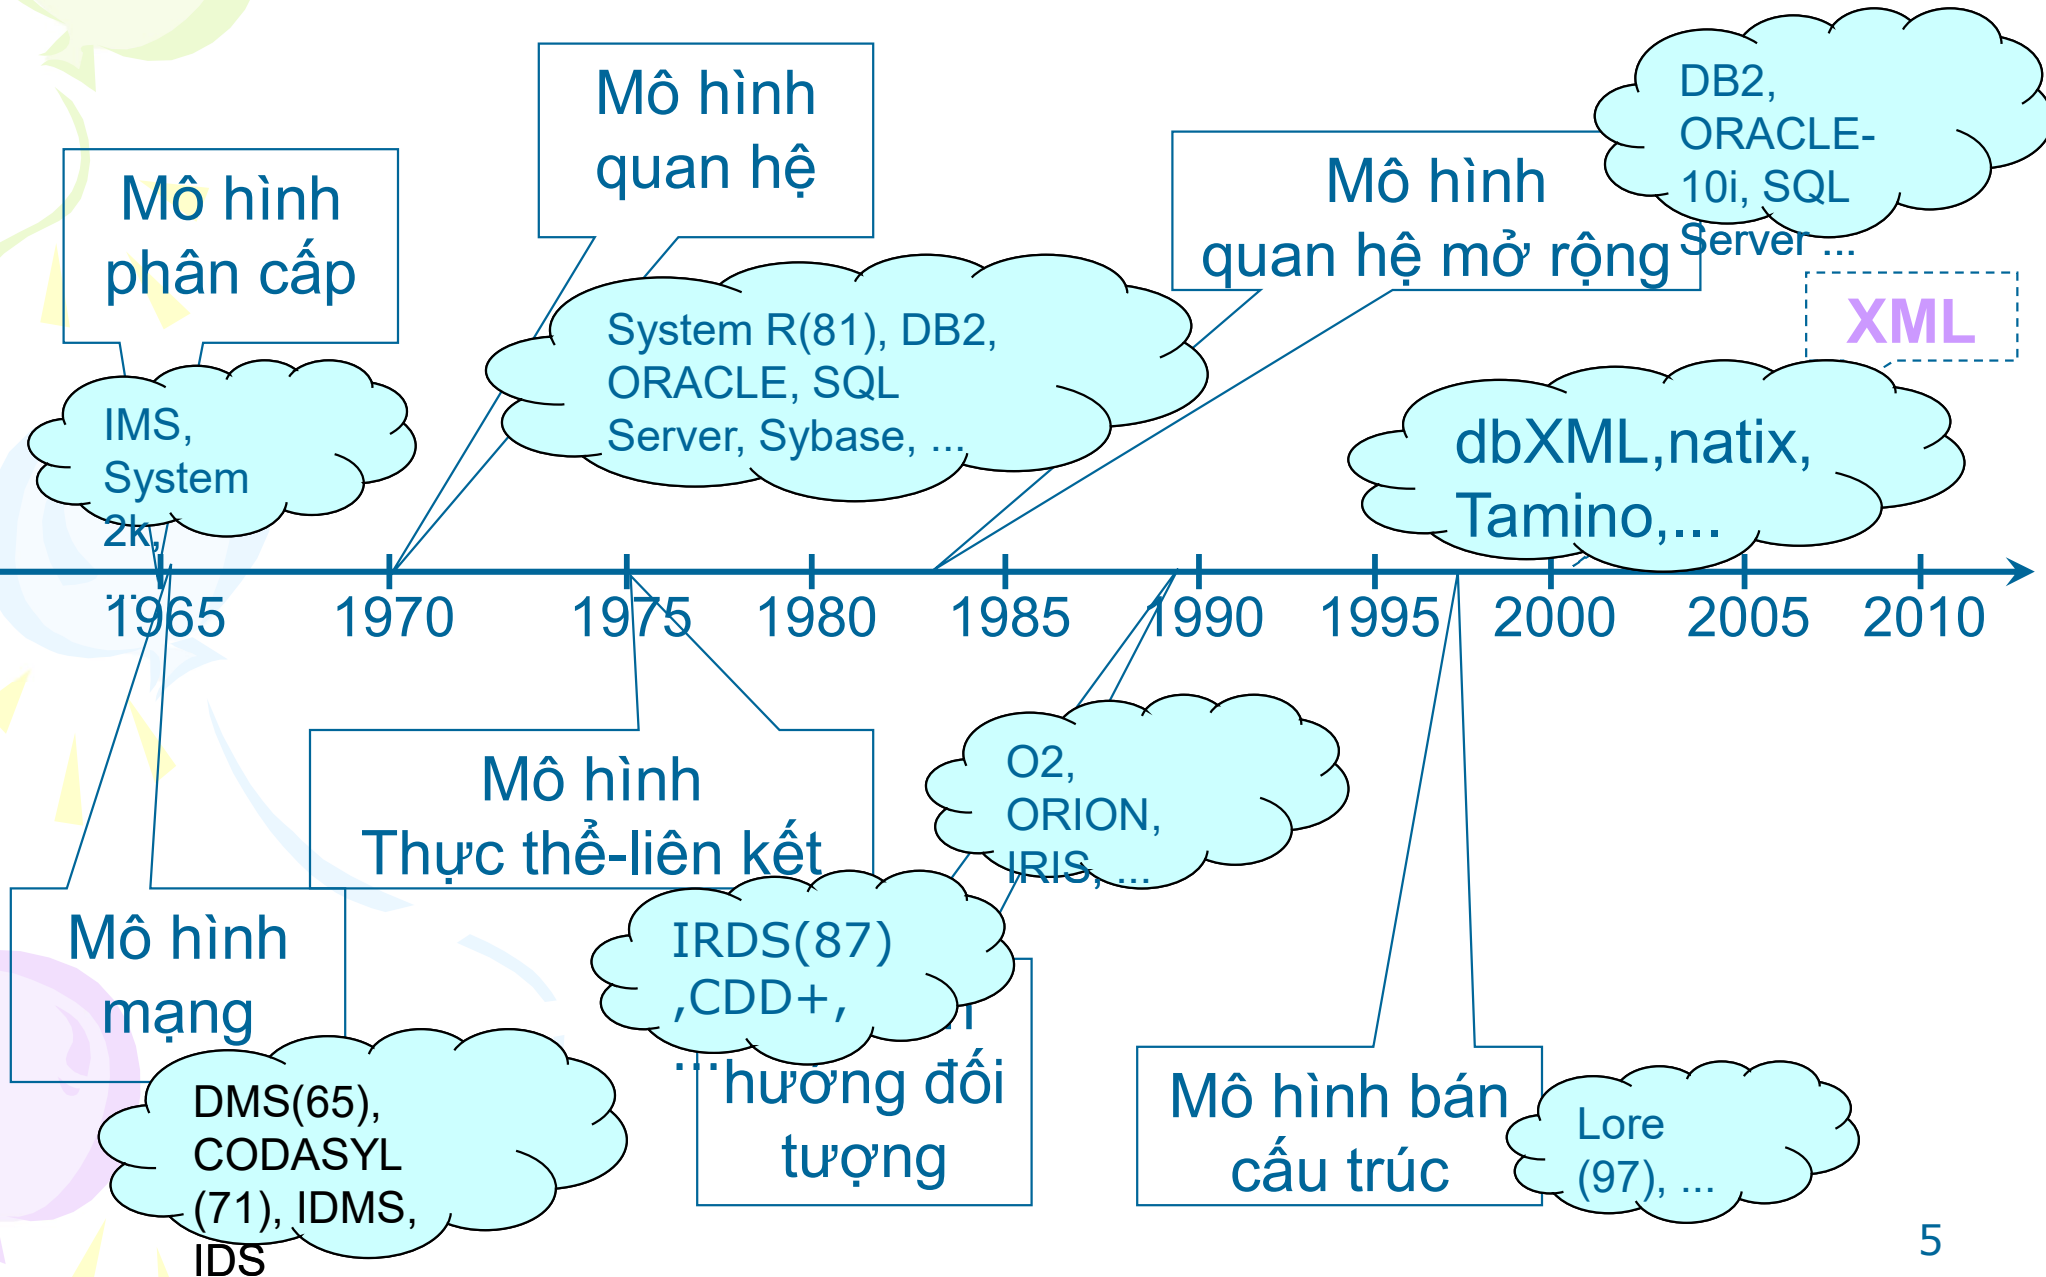 Mô hình
phân cấp
IMS,
System
2k,
...
Mô hình
quan hệ
System R(81), DB2,
ORACLE, SQL
Server, Sybase, ...
Mô hình
quan hệ mở rộng
DB2,
ORACLE-
10i, SQL
Server ...
XML
dbXML,natix,
Tamino,...
1965 1970 1975 1980 1985 1990 1995 2000 2005 2010
Mô hình
mạng
DMS(65),
CODASYL
(71), IDMS,
IDS
Mô hình
Thực thể-liên kết
IRDS(87)
,CDD+,
...
hướng đối
tượng
O2,
ORION,
IRIS, ...
Mô hình bán
cấu trúc
Lore
(97), ...
5